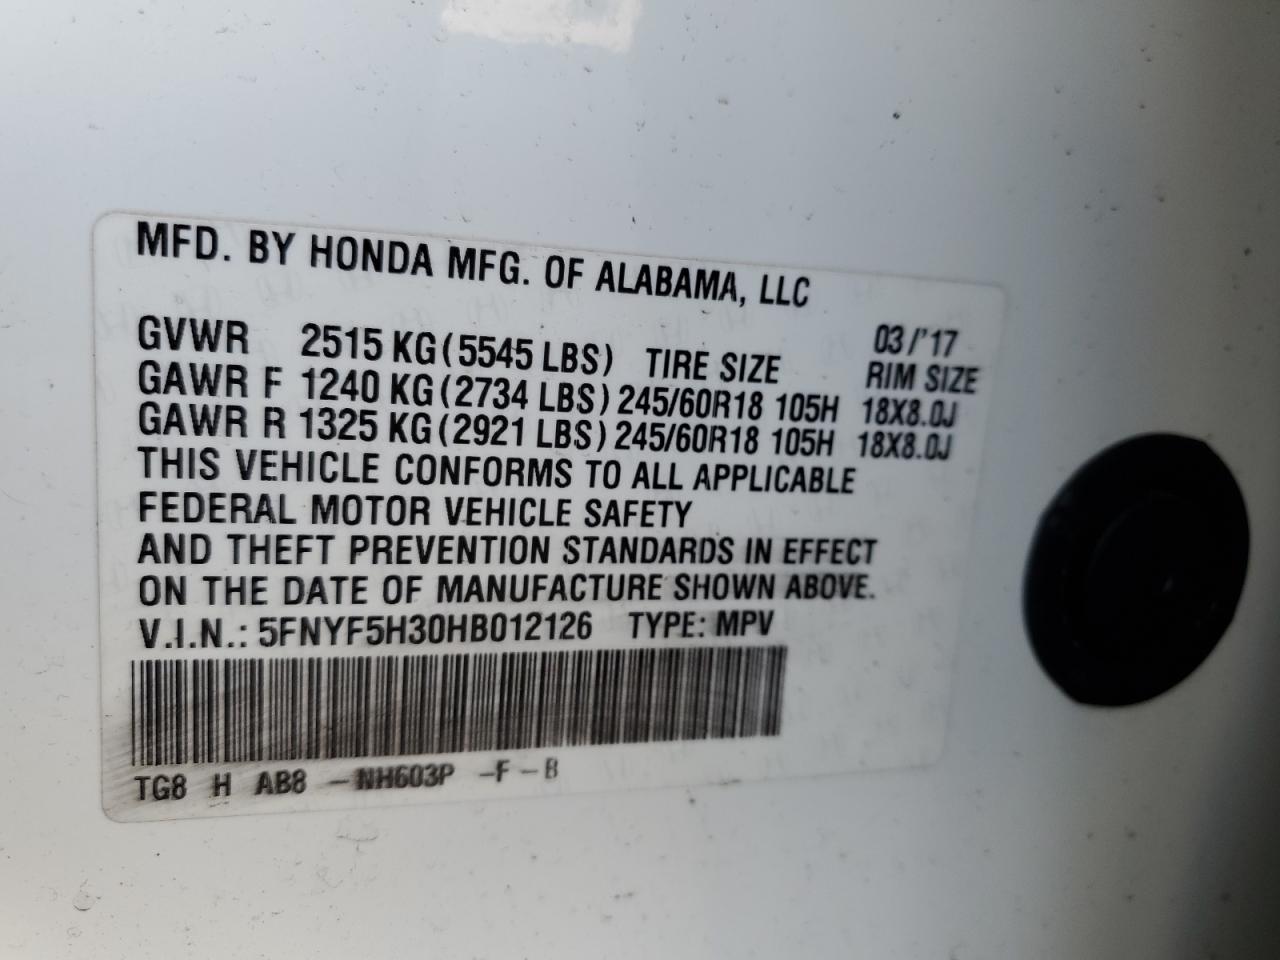 MFD. BY HONDA MFG. OF ALABAMA, LLC
03/'17
GVWR 2515 KG (5545 LBS) TIRE SIZE RIM SIZE
GAWR F 1240 KG (2734 LBS) 245/60R18 105H 18X8.0J
GAWR R 1325 KG (2921 LBS) 245/60R18 105H 18X8.0J
THIS VEHICLE CONFORMS TO ALL APPLICABLE
FEDERAL MOTOR VEHICLE SAFETY
AND THEFT PREVENTION STANDARDS IN EFFECT
ON THE DATE OF MANUFACTURE SHOWN ABOVE.
V.I.N.: 5FNYF5H30HB012126 TYPE: MPV
TG8 H AB8 -NH603P -F-B